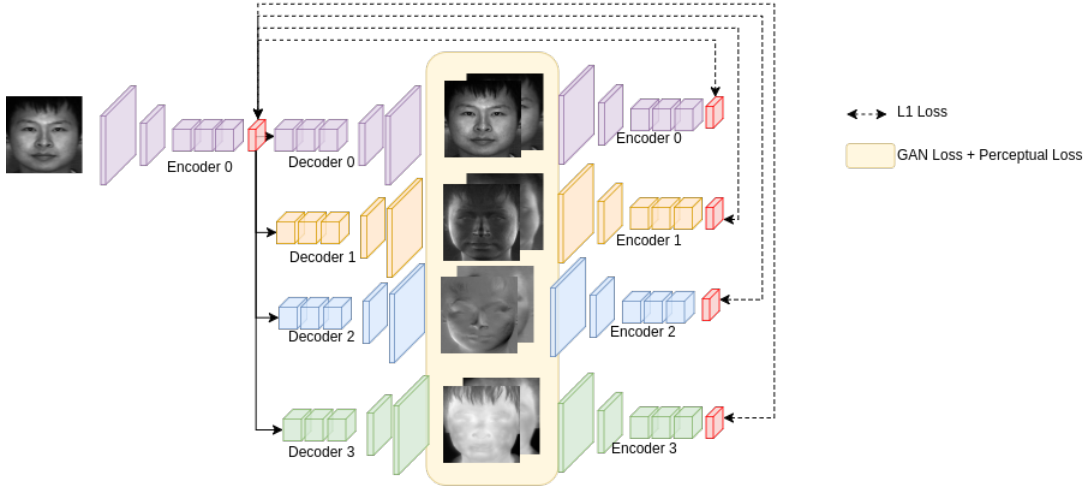 L1 Loss
GAN Loss + Perceptual Loss
Encoder 0
Decoder 0
Encoder 0
Decoder 1
Encoder 1
Decoder 2
Encoder 2
Decoder 3
Encoder 3